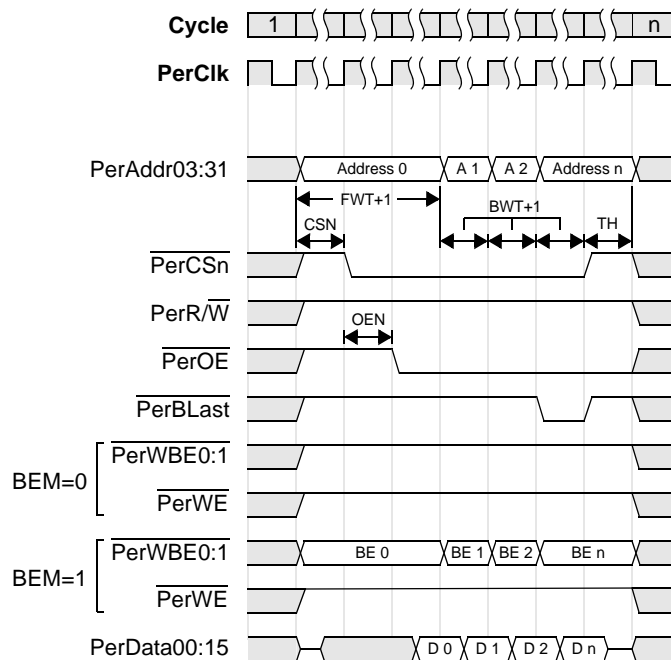 Cycle 1 n
PerClk
PerAddr03:31 Address 0 A 1 A 2 Address n
FWT+1 BWT+1
CSN TH
PerCSn
PerR/W
OEN
PerOE
PerBLast
PerWBE0:1
BEM=0
PerWE
PerWBE0:1 BE 0 BE 1 BE 2 BE n
BEM=1
PerWE
PerData00:15 D 0 D 1 D 2 D n